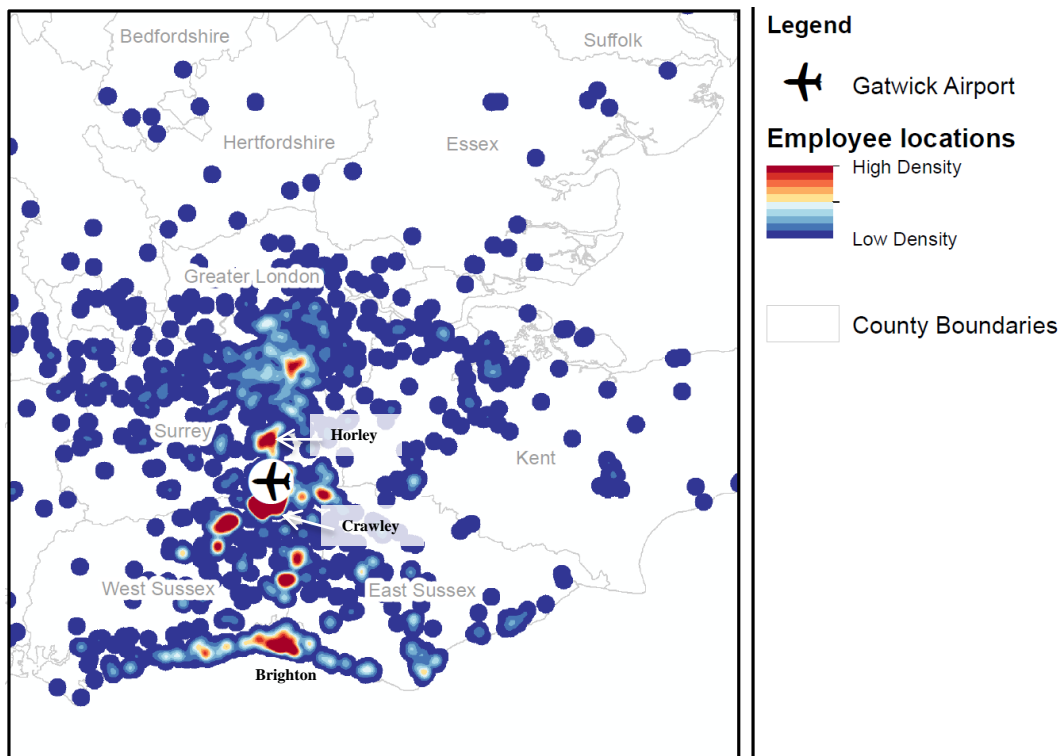 Bedfordshire
Suffolk
Hertfordshire
Essex
Greater London
Surrey
Horley
Kent
Crawley
West Sussex
East Sussex
Brighton
Legend
Gatwick Airport
Employee locations
High Density
Low Density
County Boundaries